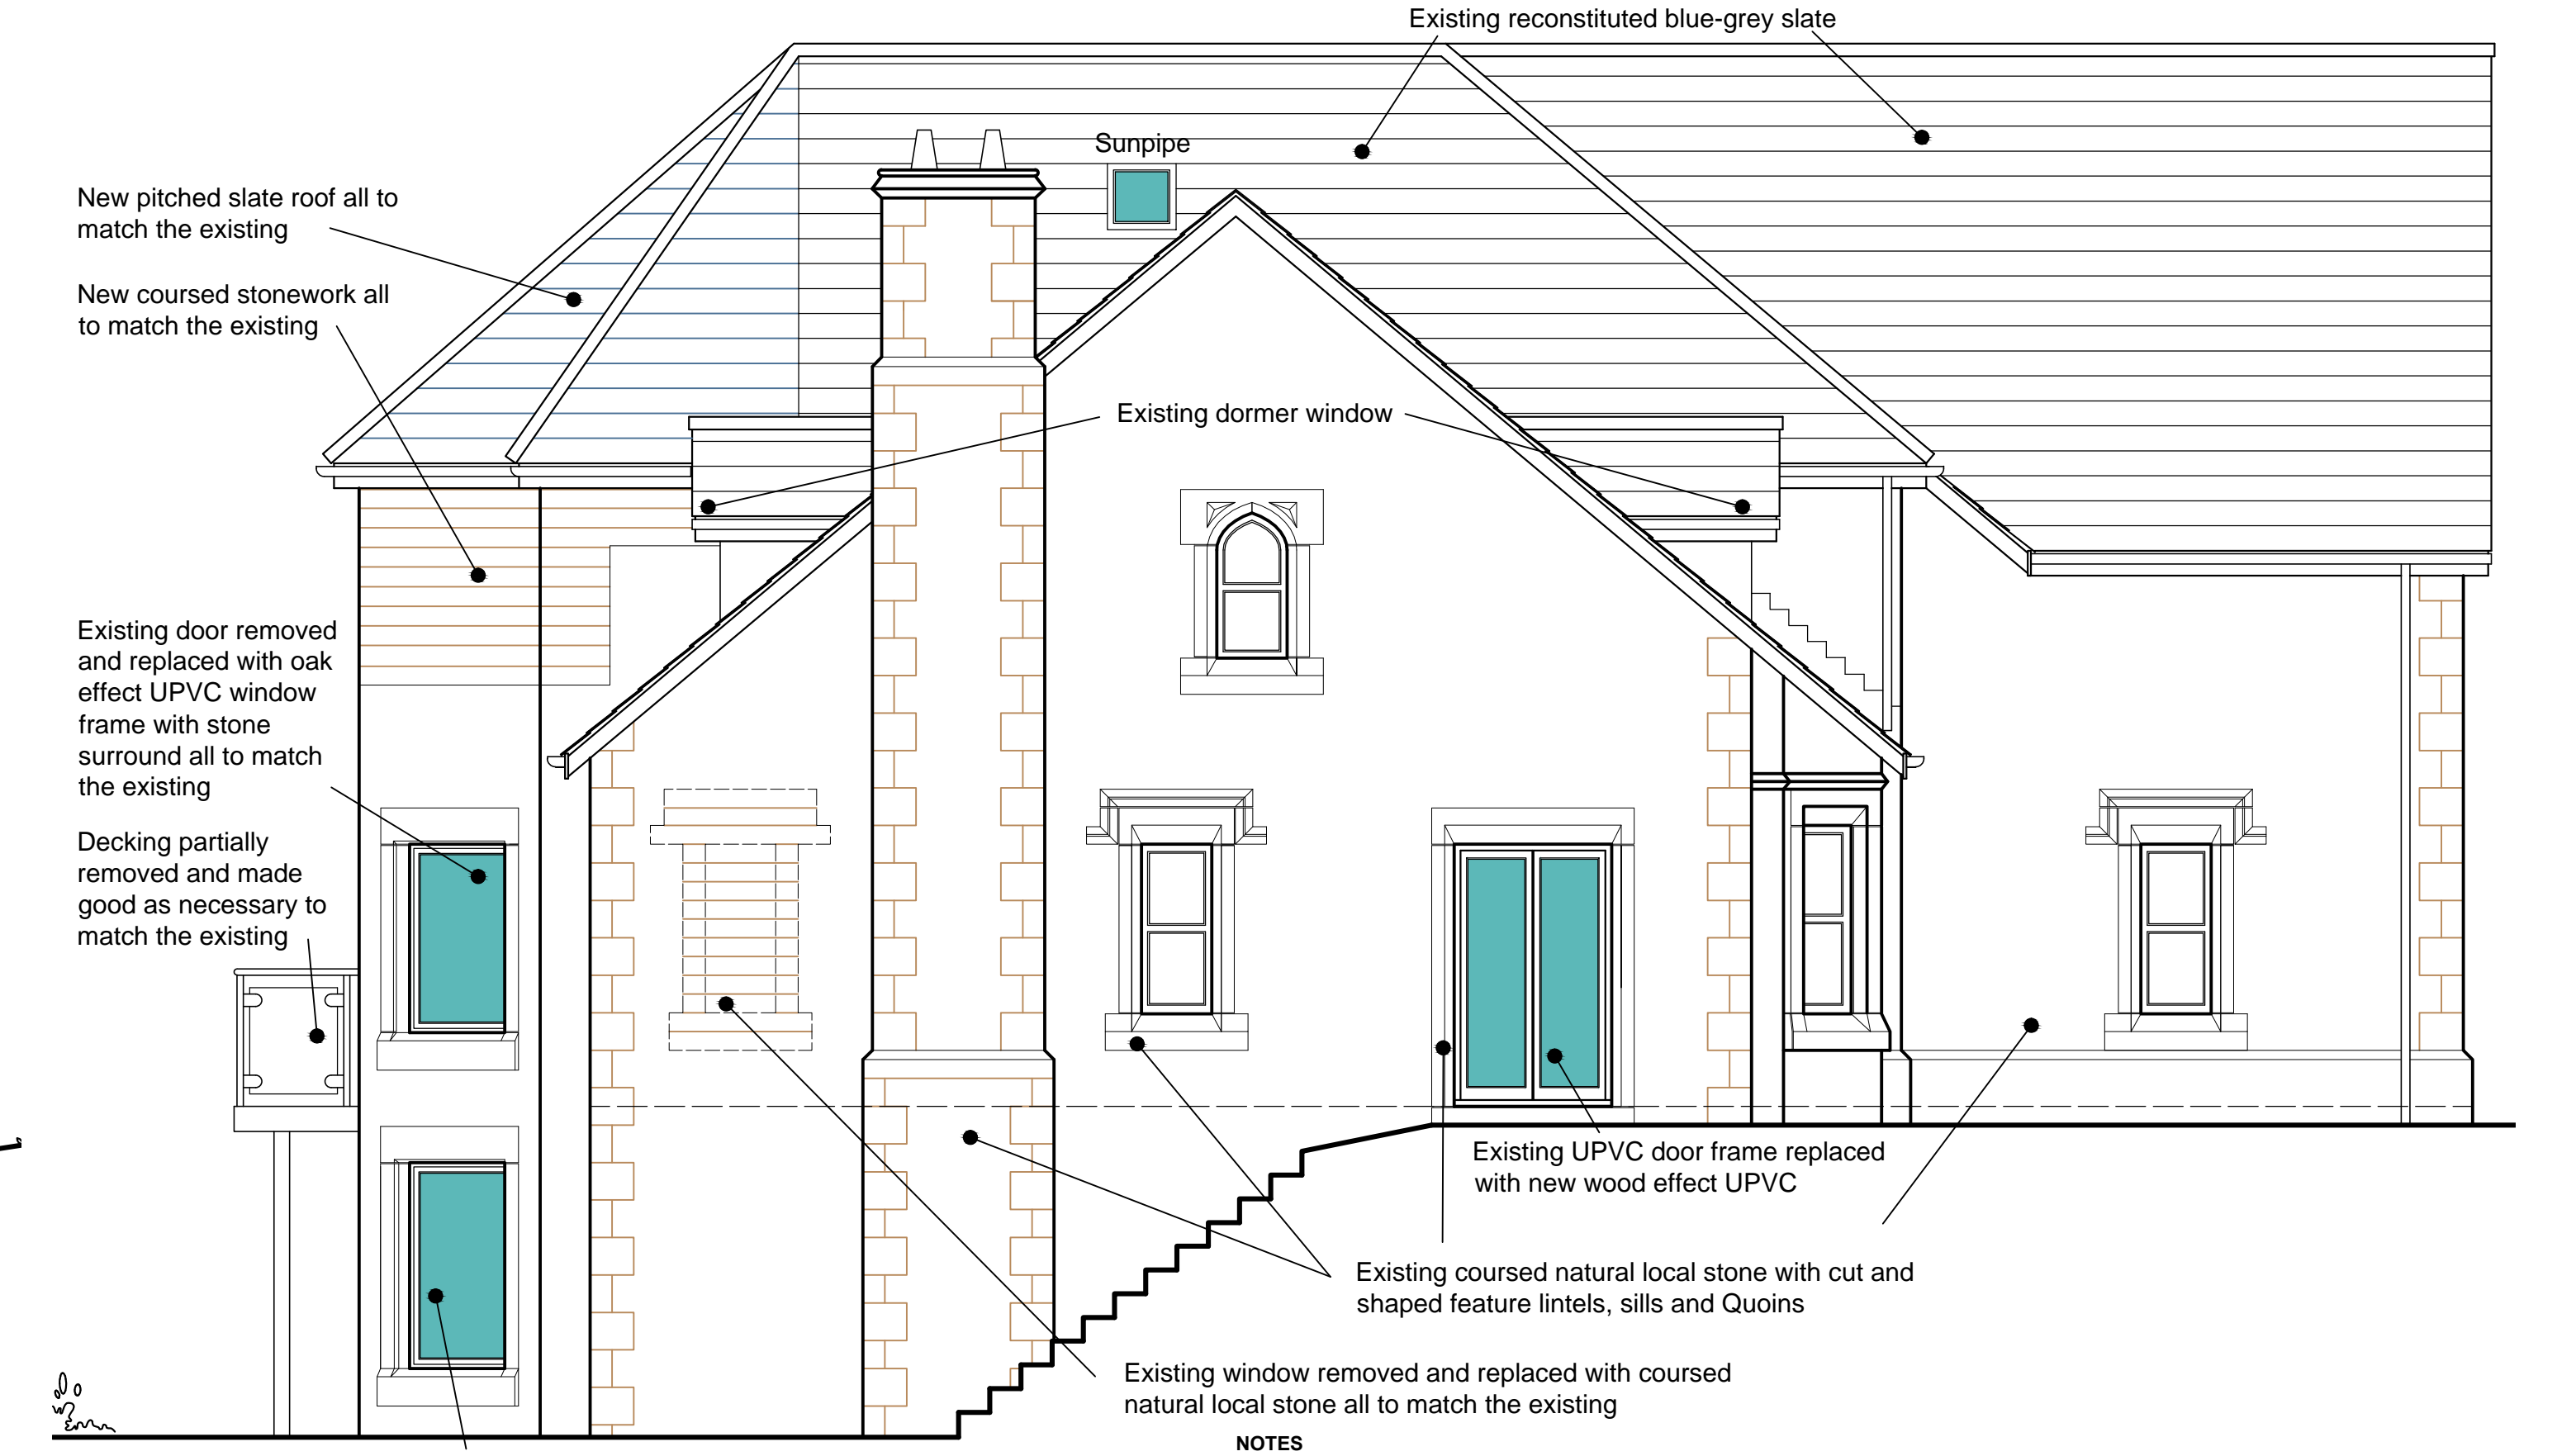 Existing reconstituted blue-grey slate
Sunpipe
New pitched slate roof all to
match the existing
New coursed stonework all
to match the existing
Existing dormer window
Existing door removed
and replaced with oak
effect UPVC window
frame with stone
surround all to match
the existing
Decking partially
removed and made
good as necessary to
match the existing
Existing UPVC door frame replaced
with new wood effect UPVC
Existing coursed natural local stone with cut and
shaped feature lintels, sills and Quoins
Existing window removed and replaced with coursed
natural local stone all to match the existing
NOTES